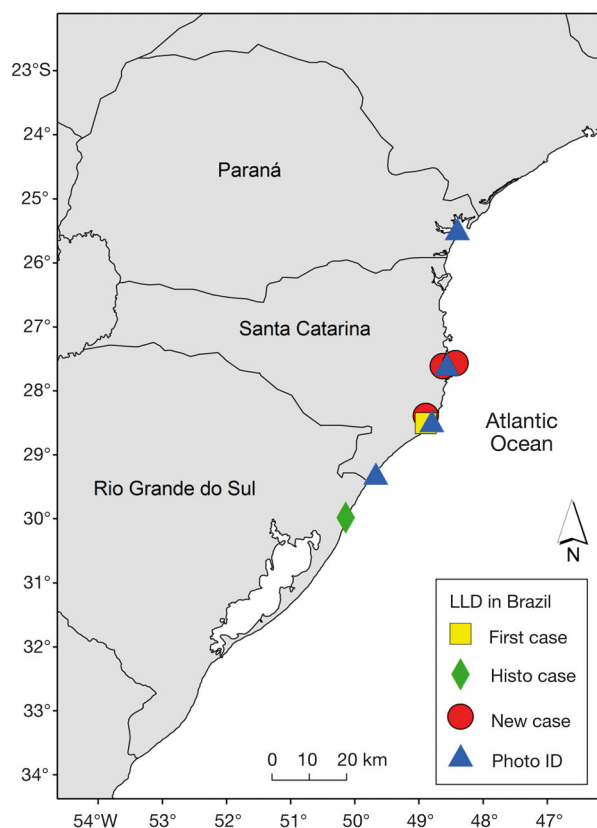 23°S
24°
25°
26°
27°
28°
29°
30°
31°
32°
33°
34°
Paraná
Santa Catarina
Rio Grande do Sul
Atlantic
Ocean
N
LLD in Brazil
First case
Histo case
New case
Photo ID
0 10 20 km
54°W 53° 52° 51° 50° 49° 48° 47°